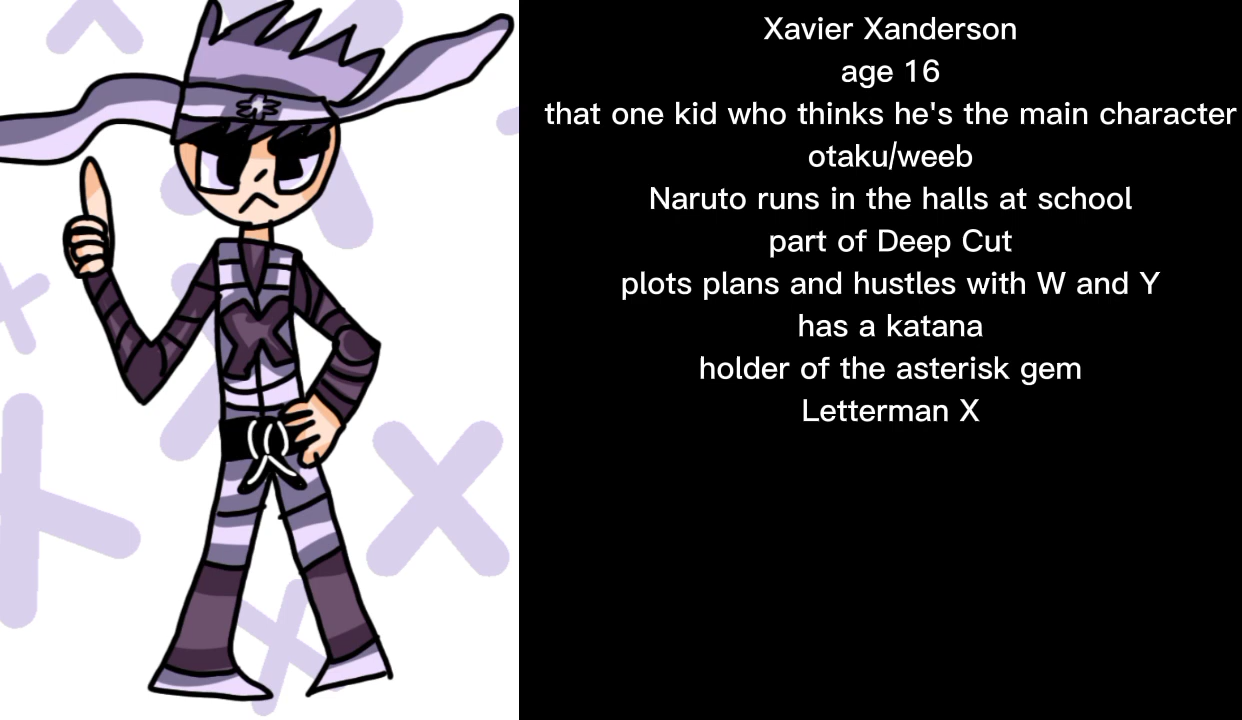 Xavier Xanderson
age 16
that one kid who thinks he's the main character
otaku/weeb
Naruto runs in the halls at school
part of Deep Cut
plots plans and hustles with W and Y
has a katana
holder of the asterisk gem
Letterman X